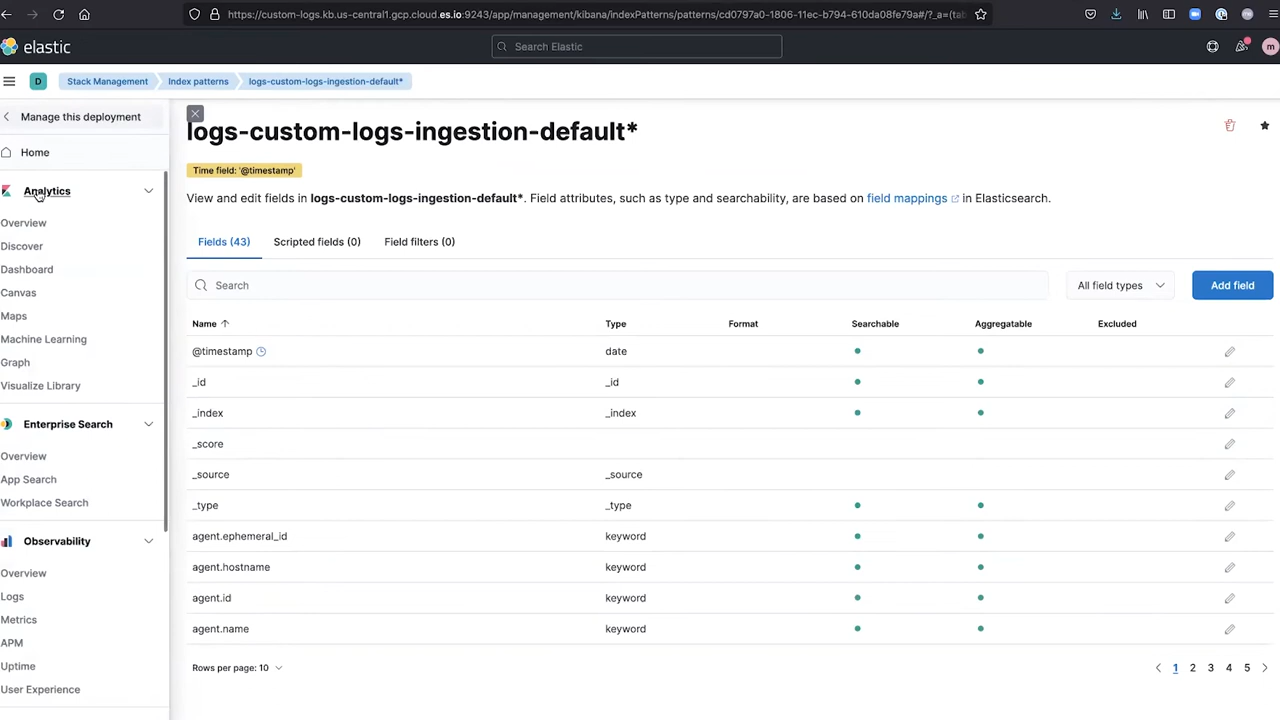 https://custom-logs.kb.us-central1.gcp.cloud.es.io:9243/app/management/kibana/indexPatterns/patterns/cd0797a0-1806-11ec-b794-610da08fe79a#/?_a=(tab
elastic
Search Elastic
m
D
Stack Management
Index patterns
logs-custom-logs-ingestion-default*
Manage this deployment
Home
Analytics
Overview
Discover
Dashboard
Canvas
Maps
Machine Learning
Graph
Visualize Library
Enterprise Search
Overview
App Search
Workplace Search
Observability
Overview
Logs
Metrics
APM
Uptime
User Experience
logs-custom-logs-ingestion-default*
Time field: '@timestamp'
View and edit fields in logs-custom-logs-ingestion-default*. Field attributes, such as type and searchability, are based on field mappings in Elasticsearch.
Fields (43) Scripted fields (0) Field filters (0)
Search All field types Add field
Name Type Format Searchable Aggregatable Excluded
@timestamp date
_id _id
_index _index
_score
_source _source
_type _type
agent.ephemeral_id keyword
agent.hostname keyword
agent.id keyword
agent.name keyword
Rows per page: 10 1 2 3 4 5